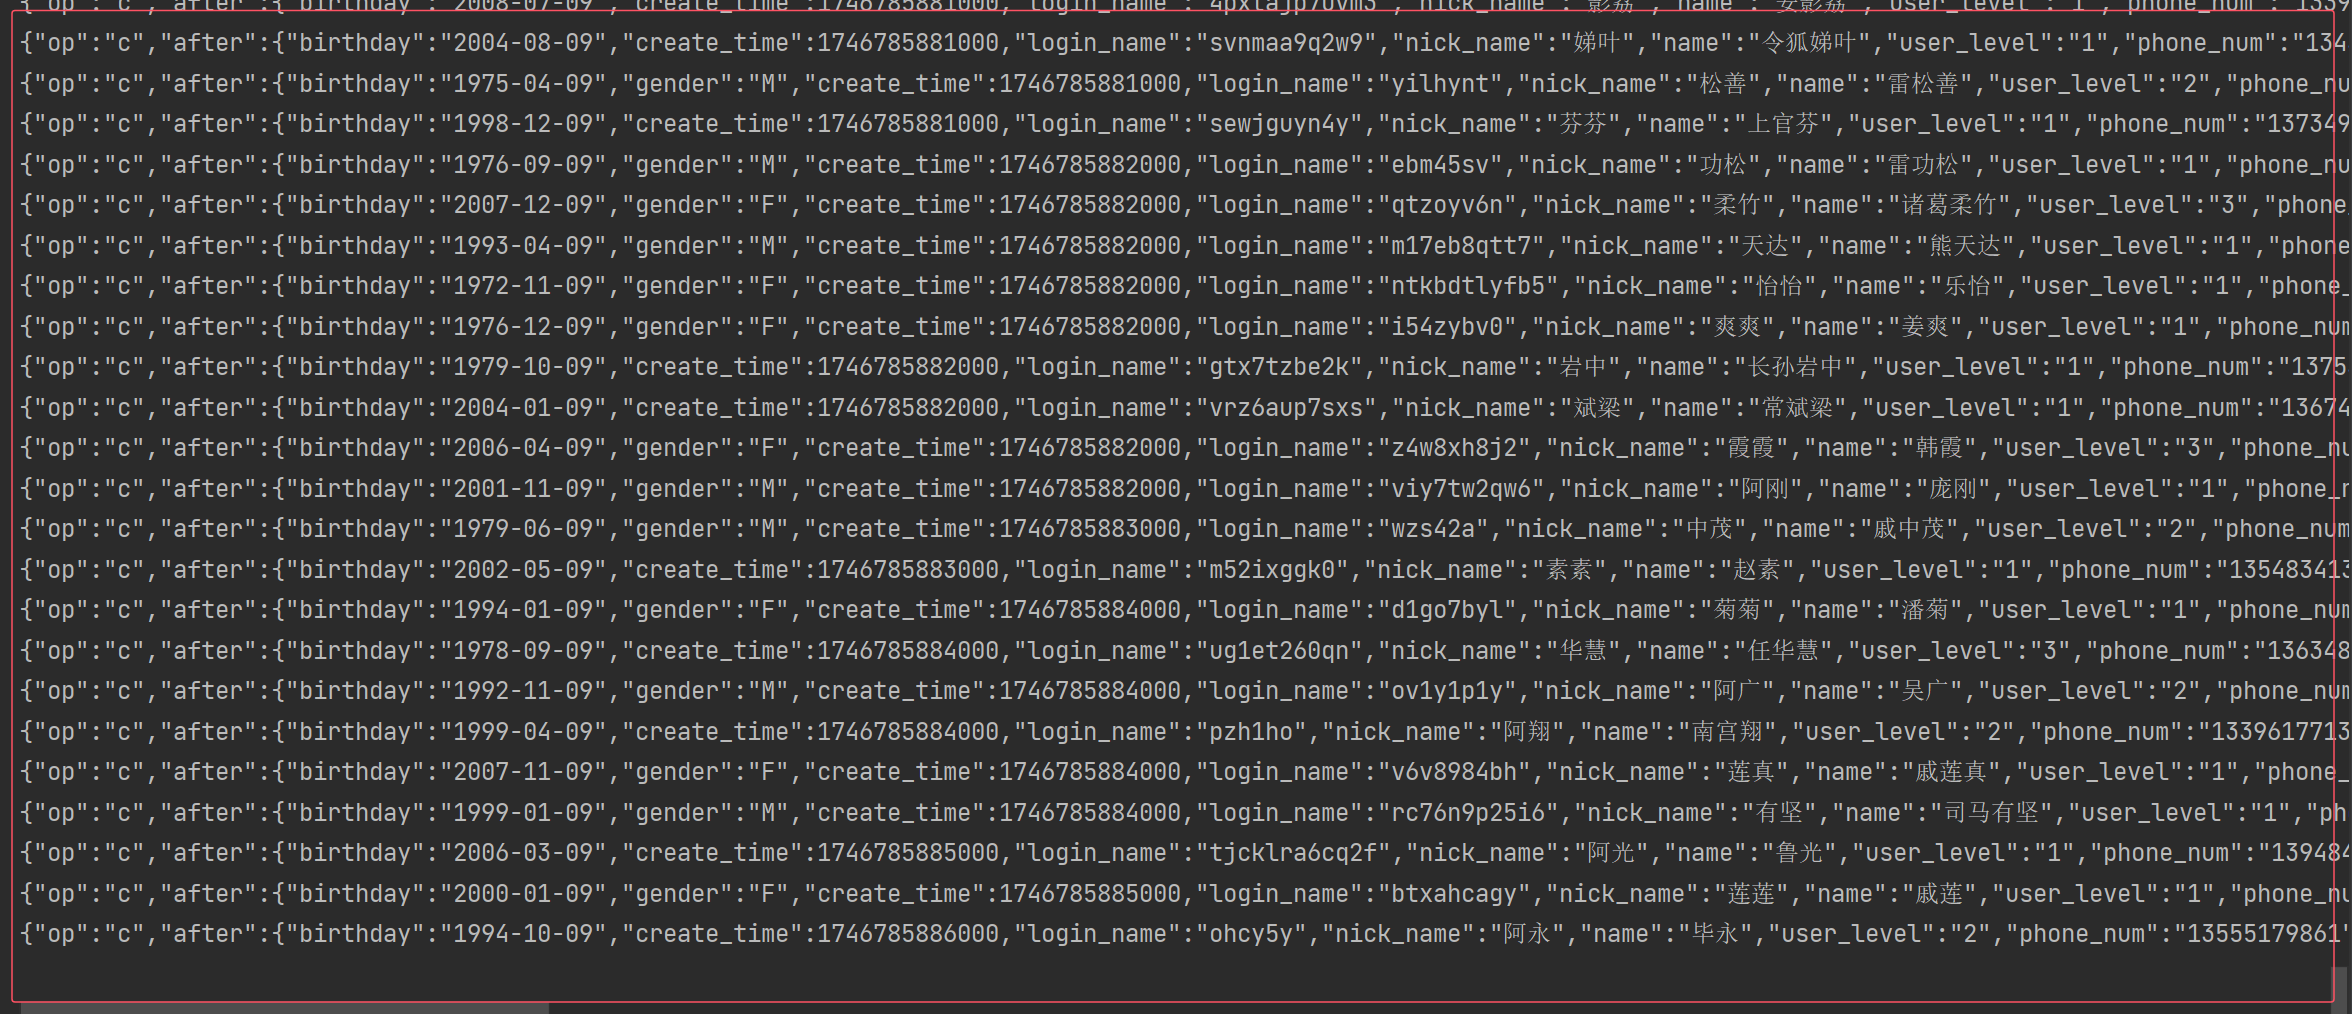 {"op":"c","after":{"birthday":"2008-07-09","create_time":1746785881000,"login_name":"4pxtajp7uvm3","nick_name":"影荔","name":"安影荔","user_level":"1","phone_num":"1339
{"op":"c","after":{"birthday":"2004-08-09","create_time":1746785881000,"login_name":"svnmaa9q2w9","nick_name":"娣叶","name":"令狐娣叶","user_level":"1","phone_num":"134
{"op":"c","after":{"birthday":"1975-04-09","gender":"M","create_time":1746785881000,"login_name":"yilhynt","nick_name":"松善","name":"雷松善","user_level":"2","phone_nu
{"op":"c","after":{"birthday":"1998-12-09","create_time":1746785881000,"login_name":"sewjguyn4y","nick_name":"芬芬","name":"上官芬","user_level":"1","phone_num":"137349
{"op":"c","after":{"birthday":"1976-09-09","gender":"M","create_time":1746785882000,"login_name":"ebm45sv","nick_name":"功松","name":"雷功松","user_level":"1","phone_nu
{"op":"c","after":{"birthday":"2007-12-09","gender":"F","create_time":1746785882000,"login_name":"qtzoyv6n","nick_name":"柔竹","name":"诸葛柔竹","user_level":"3","phone_
{"op":"c","after":{"birthday":"1993-04-09","gender":"M","create_time":1746785882000,"login_name":"m17eb8qtt7","nick_name":"天达","name":"熊天达","user_level":"1","phone
{"op":"c","after":{"birthday":"1972-11-09","gender":"F","create_time":1746785882000,"login_name":"ntkbdtlyfb5","nick_name":"怡怡","name":"乐怡","user_level":"1","phone_
{"op":"c","after":{"birthday":"1976-12-09","gender":"F","create_time":1746785882000,"login_name":"i54zybv0","nick_name":"爽爽","name":"姜爽","user_level":"1","phone_num
{"op":"c","after":{"birthday":"1979-10-09","create_time":1746785882000,"login_name":"gtx7tzbe2k","nick_name":"岩中","name":"长孙岩中","user_level":"1","phone_num":"1375
{"op":"c","after":{"birthday":"2004-01-09","create_time":1746785882000,"login_name":"vrz6aup7sxs","nick_name":"斌梁","name":"常斌梁","user_level":"1","phone_num":"13674
{"op":"c","after":{"birthday":"2006-04-09","gender":"F","create_time":1746785882000,"login_name":"z4w8xh8j2","nick_name":"霞霞","name":"韩霞","user_level":"3","phone_nu
{"op":"c","after":{"birthday":"2001-11-09","gender":"M","create_time":1746785882000,"login_name":"viy7tw2qw6","nick_name":"阿刚","name":"庞刚","user_level":"1","phone_n
{"op":"c","after":{"birthday":"1979-06-09","gender":"M","create_time":1746785883000,"login_name":"wzs42a","nick_name":"中茂","name":"戚中茂","user_level":"2","phone_num
{"op":"c","after":{"birthday":"2002-05-09","create_time":1746785883000,"login_name":"m52ixggk0","nick_name":"素素","name":"赵素","user_level":"1","phone_num":"135483413
{"op":"c","after":{"birthday":"1994-01-09","gender":"F","create_time":1746785884000,"login_name":"d1go7byl","nick_name":"菊菊","name":"潘菊","user_level":"1","phone_num
{"op":"c","after":{"birthday":"1978-09-09","create_time":1746785884000,"login_name":"ug1et260qn","nick_name":"华慧","name":"任华慧","user_level":"3","phone_num":"136348
{"op":"c","after":{"birthday":"1992-11-09","gender":"M","create_time":1746785884000,"login_name":"ov1y1p1y","nick_name":"阿广","name":"吴广","user_level":"2","phone_num
{"op":"c","after":{"birthday":"1999-04-09","create_time":1746785884000,"login_name":"pzh1ho","nick_name":"阿翔","name":"南宫翔","user_level":"2","phone_num":"1339617713
{"op":"c","after":{"birthday":"2007-11-09","gender":"F","create_time":1746785884000,"login_name":"v6v8984bh","nick_name":"莲真","name":"戚莲真","user_level":"1","phone_
{"op":"c","after":{"birthday":"1999-01-09","gender":"M","create_time":1746785884000,"login_name":"rc76n9p25i6","nick_name":"有坚","name":"司马有坚","user_level":"1","ph
{"op":"c","after":{"birthday":"2006-03-09","create_time":1746785885000,"login_name":"tjcklra6cq2f","nick_name":"阿光","name":"鲁光","user_level":"1","phone_num":"139484
{"op":"c","after":{"birthday":"2000-01-09","gender":"F","create_time":1746785885000,"login_name":"btxahcagy","nick_name":"莲莲","name":"戚莲","user_level":"1","phone_nu
{"op":"c","after":{"birthday":"1994-10-09","create_time":1746785886000,"login_name":"ohcy5y","nick_name":"阿永","name":"毕永","user_level":"2","phone_num":"13555179861"